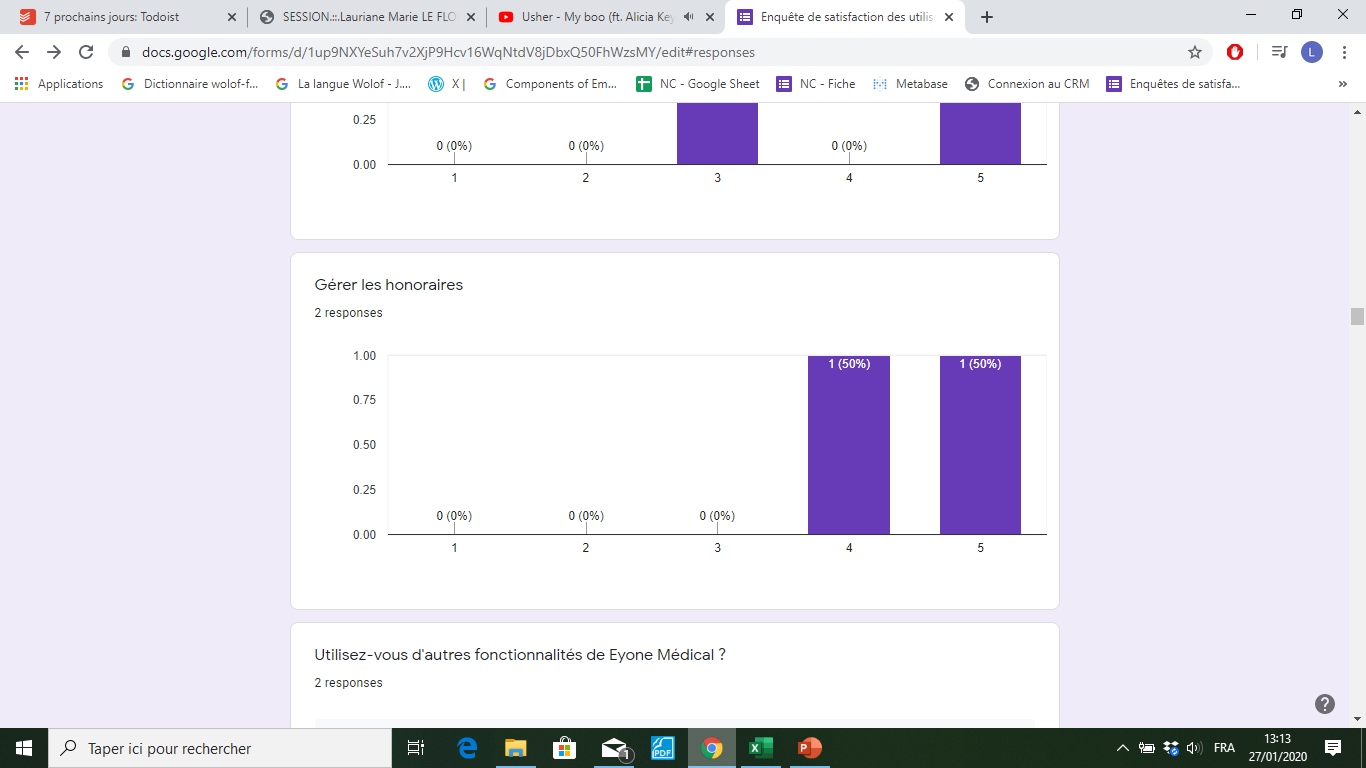 7 prochains jours: Todoist
SESSION.::.Lauriane Marie LE FLO
Usher - My boo (ft. Alicia Key
Enquête de satisfaction des utilis
docs.google.com/forms/d/1up9NXYeSuh7v2XjP9Hcv16WqNtdV8jDbxQ50FhWzsMY/edit#responses
L
Applications
Dictionnaire wolof-f...
La langue Wolof - J....
X |
Components of Em...
NC - Google Sheet
NC - Fiche
Metabase
Connexion au CRM
Enquêtes de satisfa...
»
0.25
0.00
0 (0%) 0 (0%) 0 (0%)
1 2 3 4 5
Gérer les honoraires
2 responses
1.00
0.75
0.50
0.25
0.00
0 (0%) 0 (0%) 0 (0%) 1 (50%) 1 (50%)
1 2 3 4 5
Utilisez-vous d'autres fonctionnalités de Eyone Médical ?
2 responses
?
Taper ici pour rechercher
1
PDF
FRA
13:13
27/01/2020